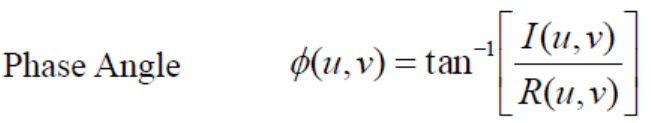 Phase Angle ϕ(u,v) = tan⁻¹[I(u,v)/R(u,v)]